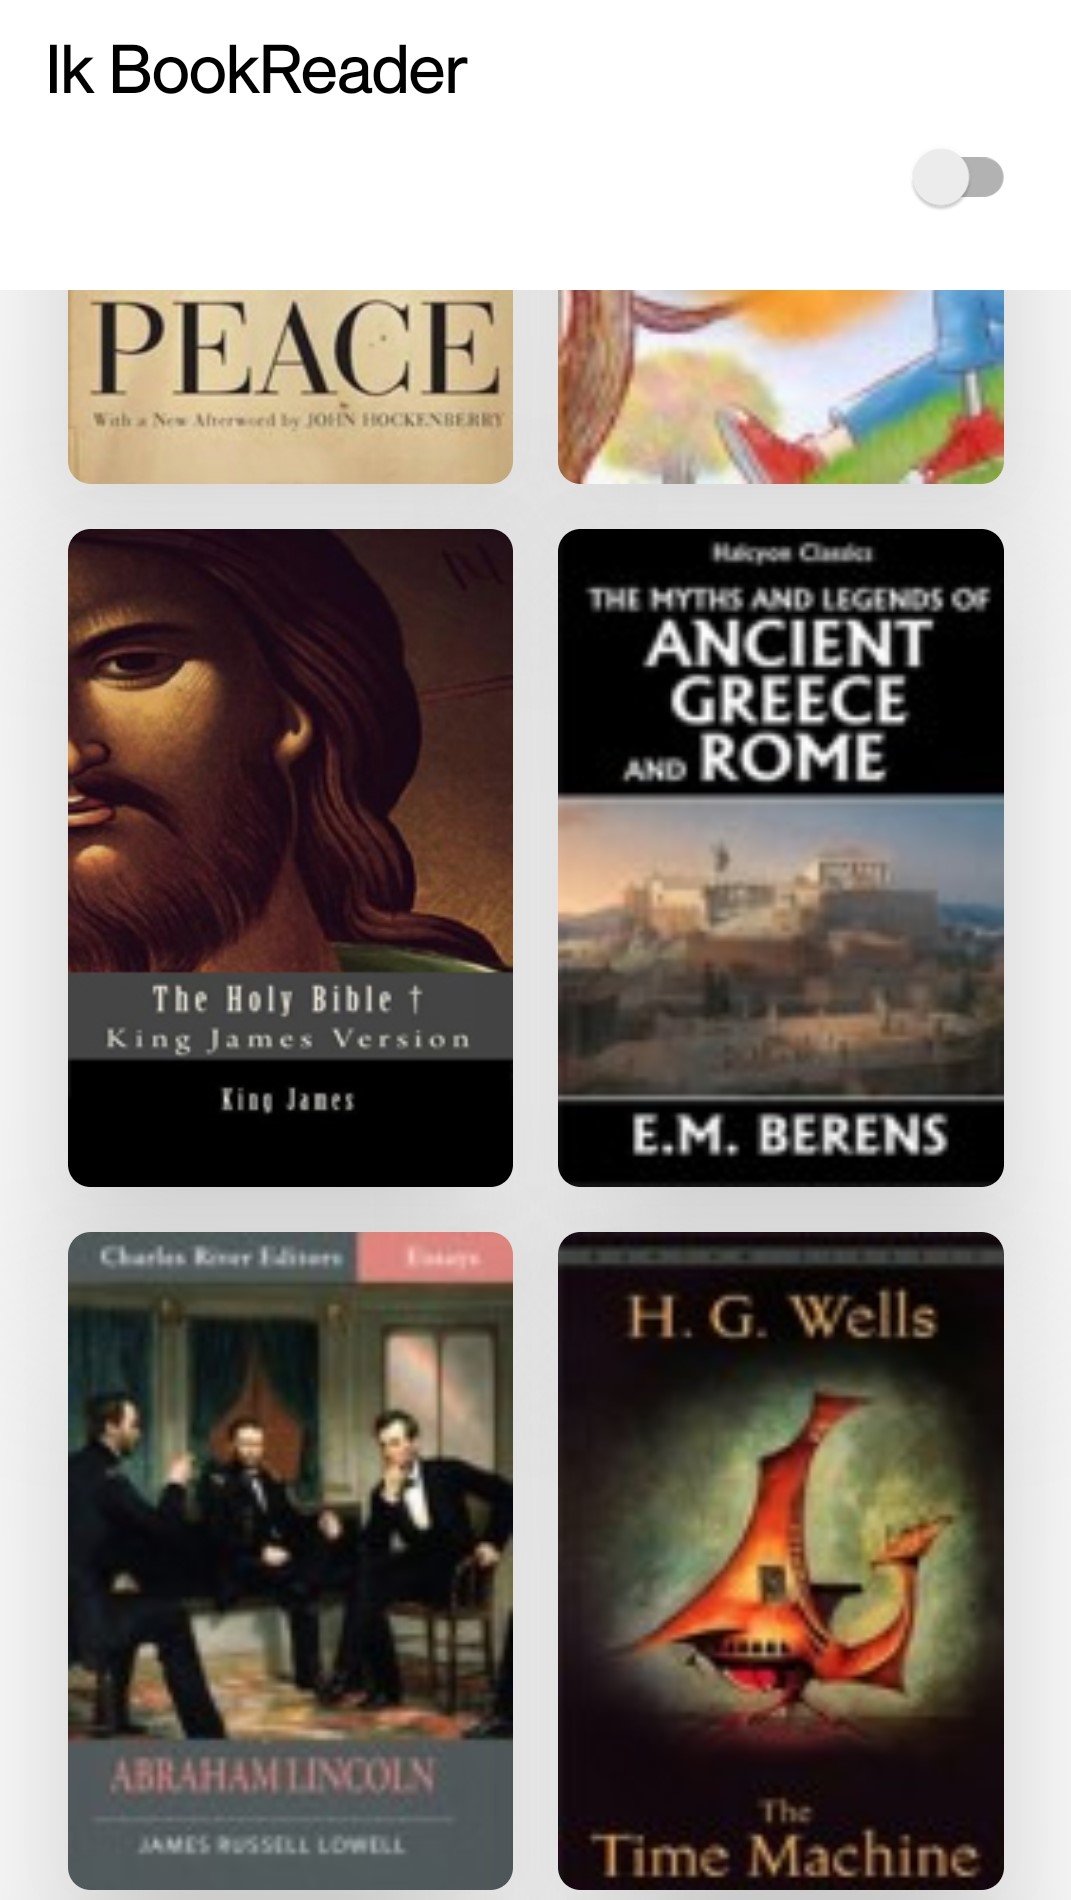 Ik BookReader
PEACE
With a New Afterword by JOHN HOCKENBERRY
The Holy Bible †
King James Version
King James
Halcyon Classics
THE MYTHS AND LEGENDS OF
ANCIENT
GREECE
AND ROME
E.M. BERENS
Charles River Editors Essays
ABRAHAM LINCOLN
JAMES RUSSELL LOWELL
H. G. Wells
The
Time Machine